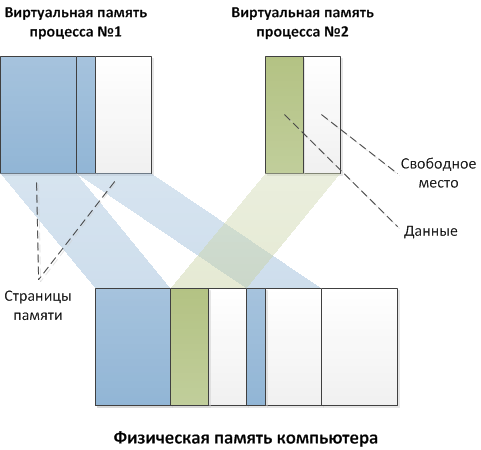 Виртуальная память
процесса №1
Виртуальная память
процесса №2
Свободное
место
Данные
Страницы
памяти
Физическая память компьютера